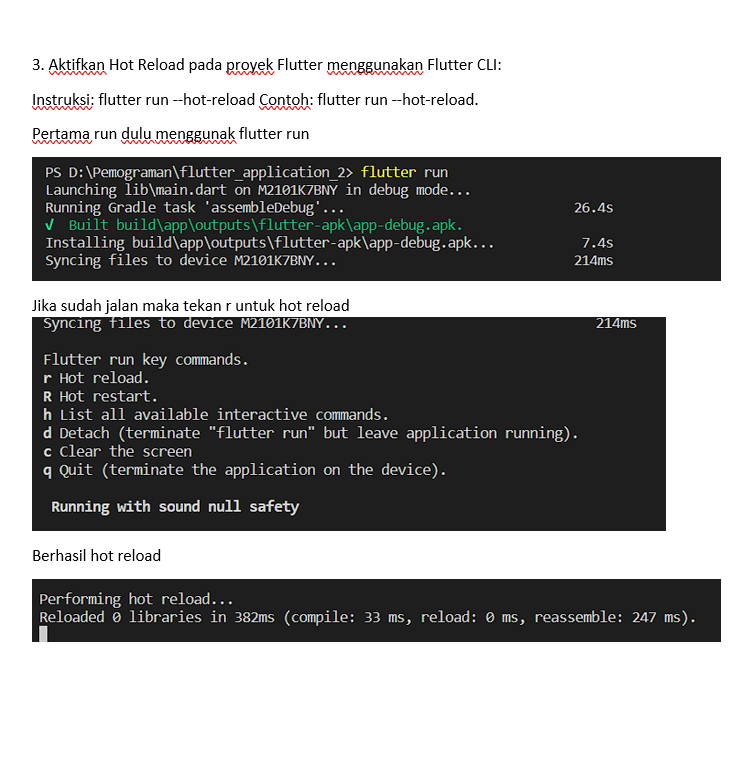 3. Aktifkan Hot Reload pada proyek Flutter menggunakan Flutter CLI:
Instruksi: flutter run --hot-reload Contoh: flutter run --hot-reload.
Pertama run dulu menggunak flutter run
PS D:\Pemograman\flutter_application_2> flutter run
Launching lib\main.dart on M2101K7BNY in debug mode...
Running Gradle task 'assembleDebug'... 26.4s
√ Built build\app\outputs\flutter-apk\app-debug.apk.
Installing build\app\outputs\flutter-apk\app-debug.apk... 7.4s
Syncing files to device M2101K7BNY... 214ms
Jika sudah jalan maka tekan r untuk hot reload
Syncing files to device M2101K7BNY... 214ms
Flutter run key commands.
r Hot reload.
R Hot restart.
h List all available interactive commands.
d Detach (terminate "flutter run" but leave application running).
c Clear the screen
q Quit (terminate the application on the device).
Running with sound null safety
Berhasil hot reload
Performing hot reload...
Reloaded 0 libraries in 382ms (compile: 33 ms, reload: 0 ms, reassemble: 247 ms).